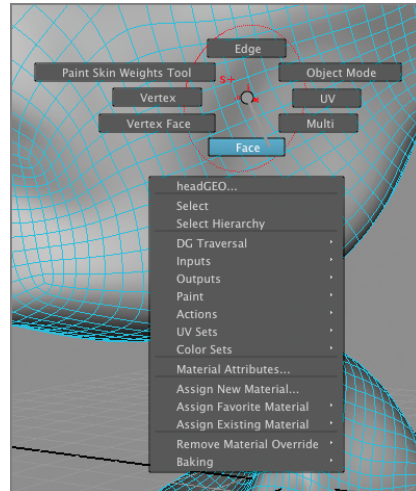 Edge
Paint Skin Weights Tool
Object Mode
S+
Vertex
UV
Vertex Face
Multi
Face
headGEO...
Select
Select Hierarchy
DG Traversal
Inputs
Outputs
Paint
Actions
UV Sets
Color Sets
Material Attributes...
Assign New Material...
Assign Favorite Material
Assign Existing Material
Remove Material Override
Baking